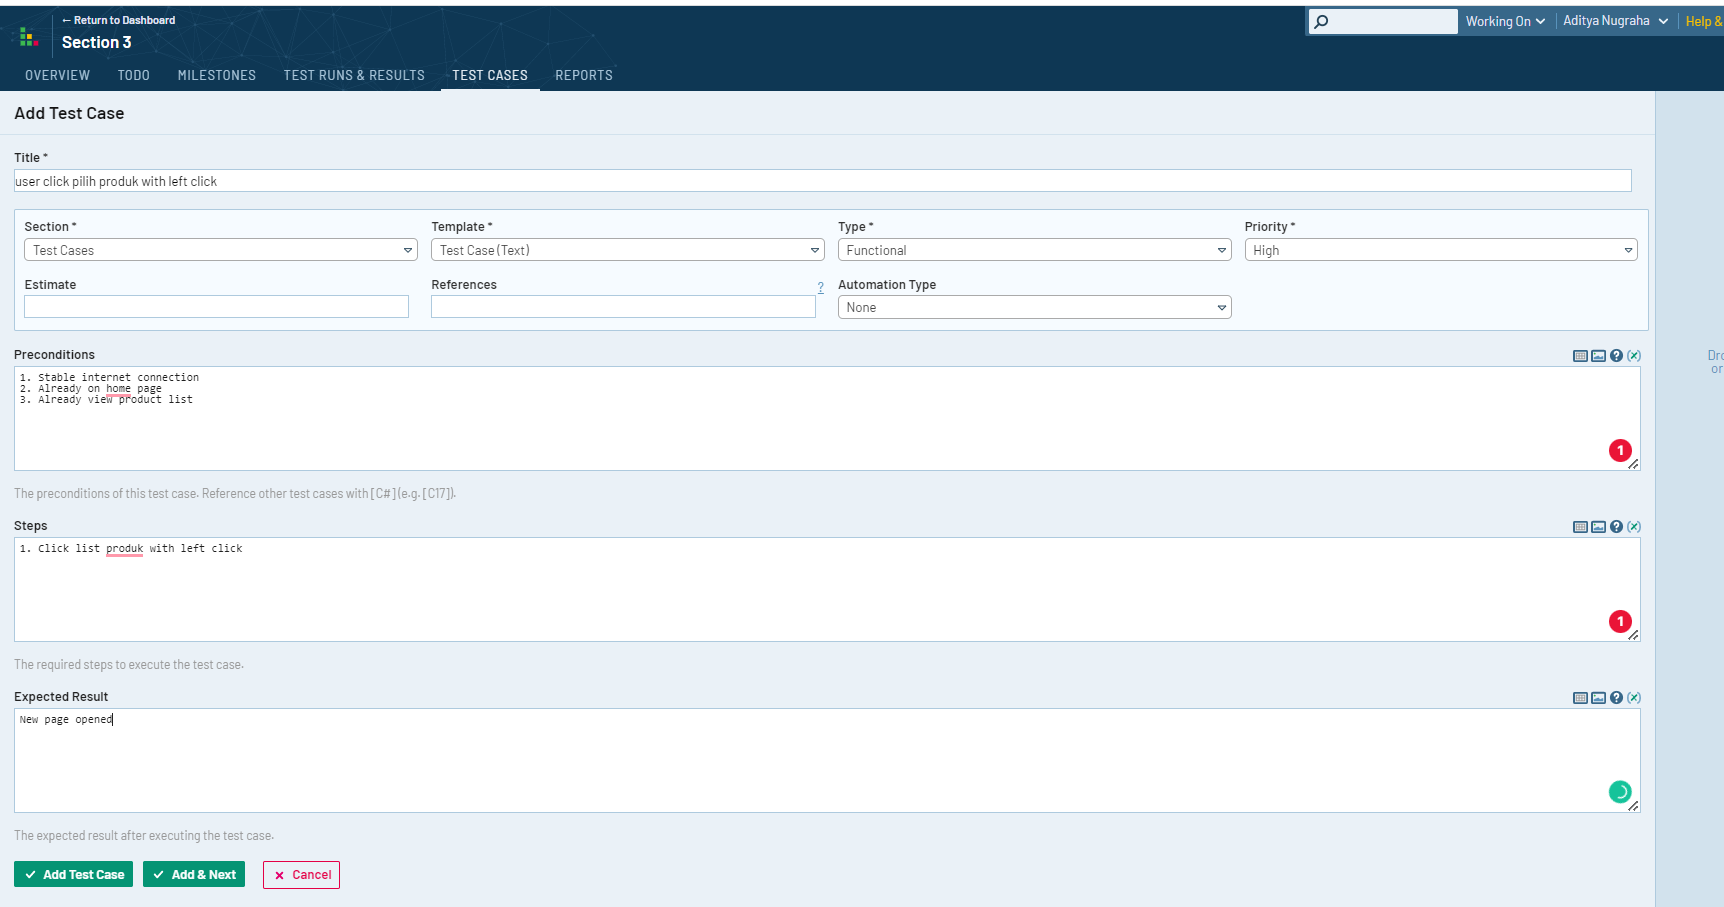 ← Return to Dashboard
Section 3
Working On
Aditya Nugraha
Help &
OVERVIEW TODO MILESTONES TEST RUNS & RESULTS TEST CASES REPORTS
Add Test Case
Title *
user click pilih produk with left click
Section * Template * Type * Priority *
Test Cases Test Case (Text) Functional High
Estimate References ? Automation Type
None
Preconditions
1. Stable internet connection
2. Already on home page
3. Already view product list
1
The preconditions of this test case. Reference other test cases with [C#] (e.g. [C17]).
Steps
1. Click list produk with left click
1
The required steps to execute the test case.
Expected Result
New page opened
The expected result after executing the test case.
Add Test Case Add & Next Cancel
Dro
or